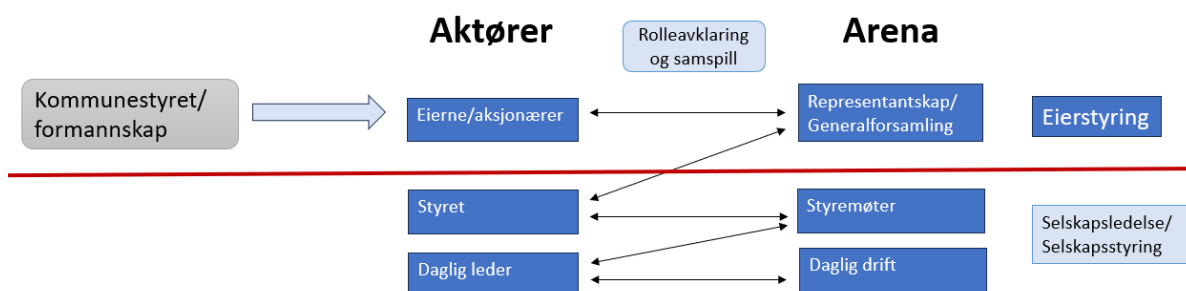 Aktører
Rolleavklaring
og samspill
Arena
Kommunestyret/
formannskap
Eierne/aksjonærer
Representantskap/
Generalforsamling
Eierstyring
Styret
Styremøter
Selskapsledelse/
Selskapsstyring
Daglig leder
Daglig drift